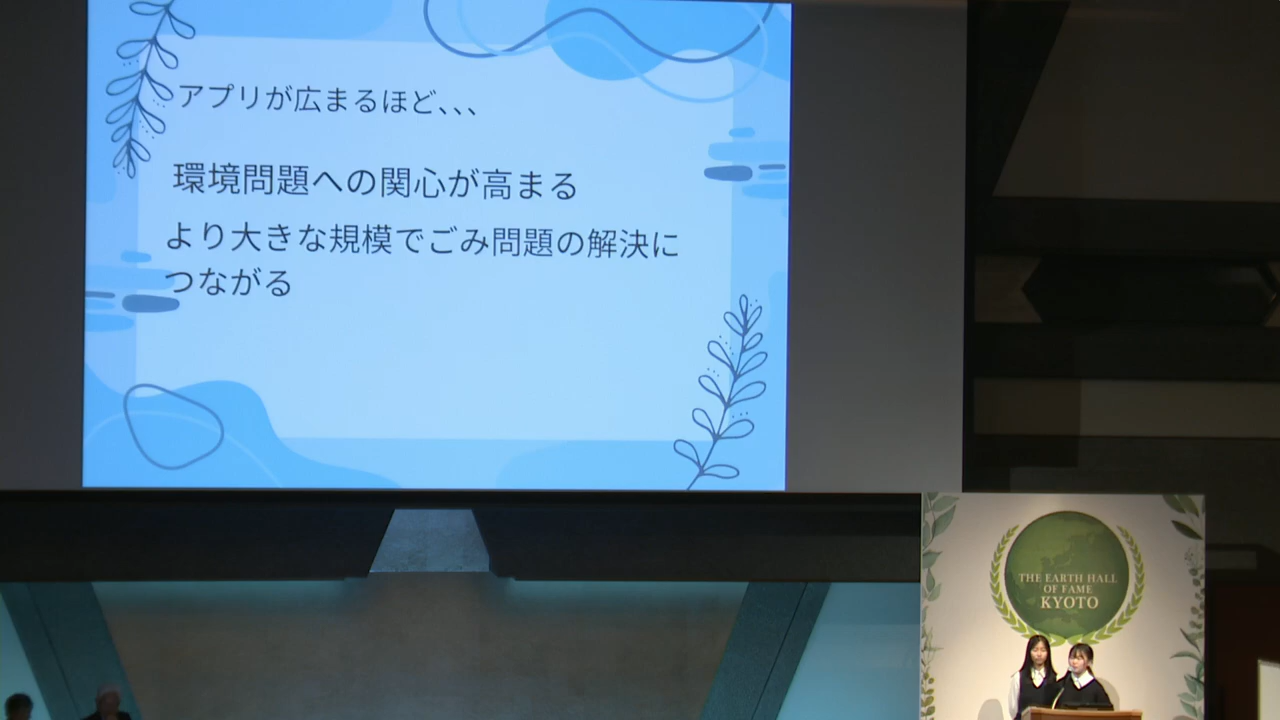 アプリが広まるほど、、、
環境問題への関心が高まる
より大きな規模でごみ問題の解決に
つながる
THE EARTH HALL
OF FAME
KYOTO